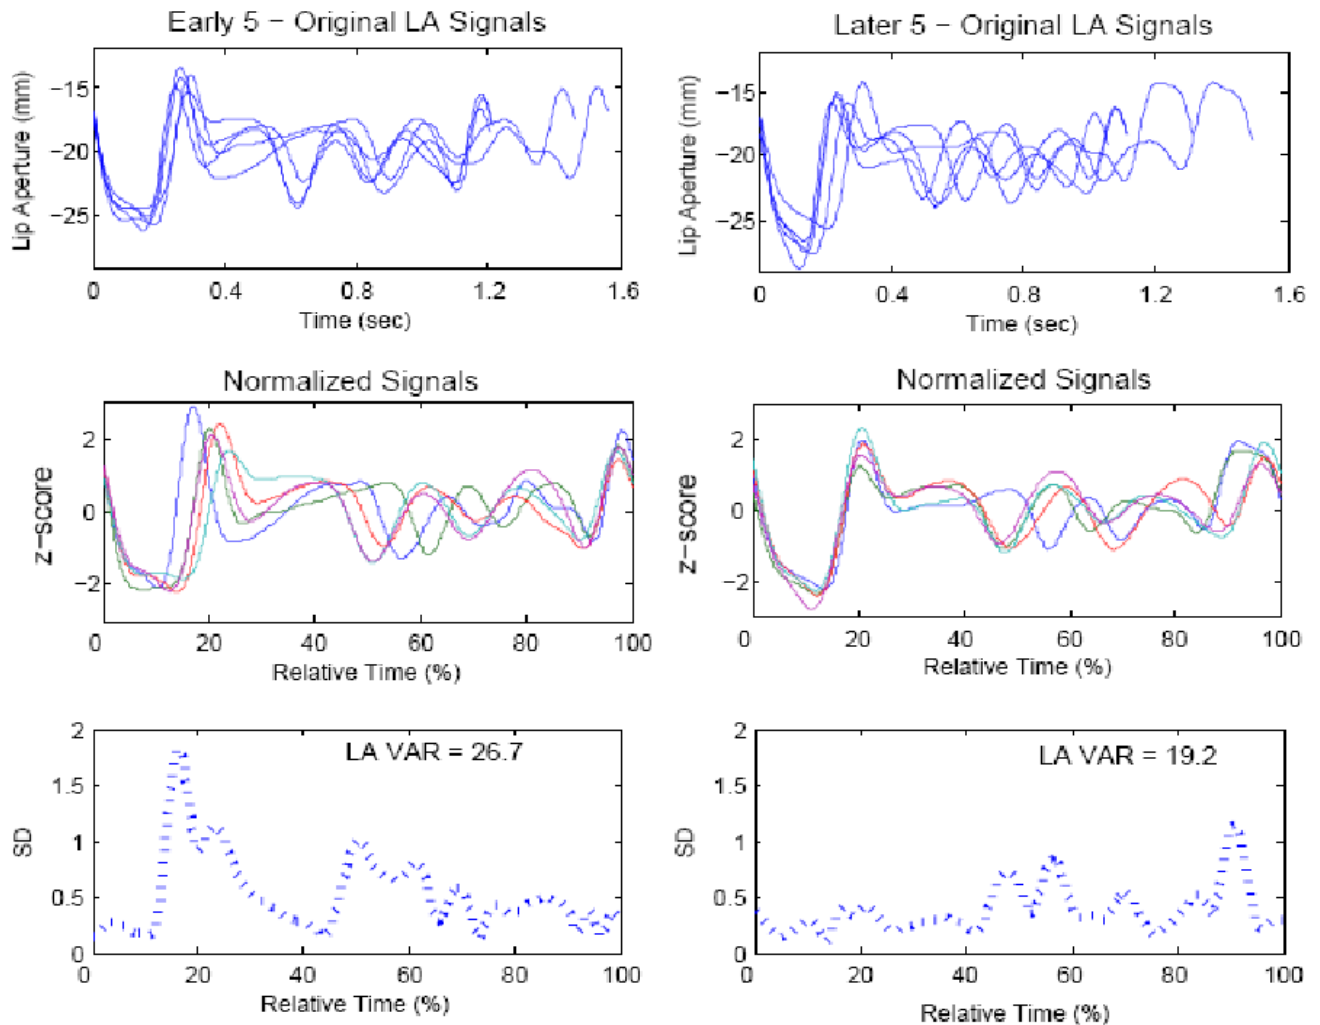 Early 5 − Original LA Signals
Lip Aperture (mm)
−15
−20
−25
0 0.4 0.8 1.2 1.6
Time (sec)
Later 5 − Original LA Signals
Lip Aperture (mm)
−15
−20
−25
0 0.4 0.8 1.2 1.6
Time (sec)
Normalized Signals
z−score
2
0
−2
0 20 40 60 80 100
Relative Time (%)
Normalized Signals
z−score
2
0
−2
0 20 40 60 80 100
Relative Time (%)
LA VAR = 26.7
SD
2
1.5
1
0.5
0
0 20 40 60 80 100
Relative Time (%)
LA VAR = 19.2
SD
2
1.5
1
0.5
0
0 20 40 60 80 100
Relative Time (%)